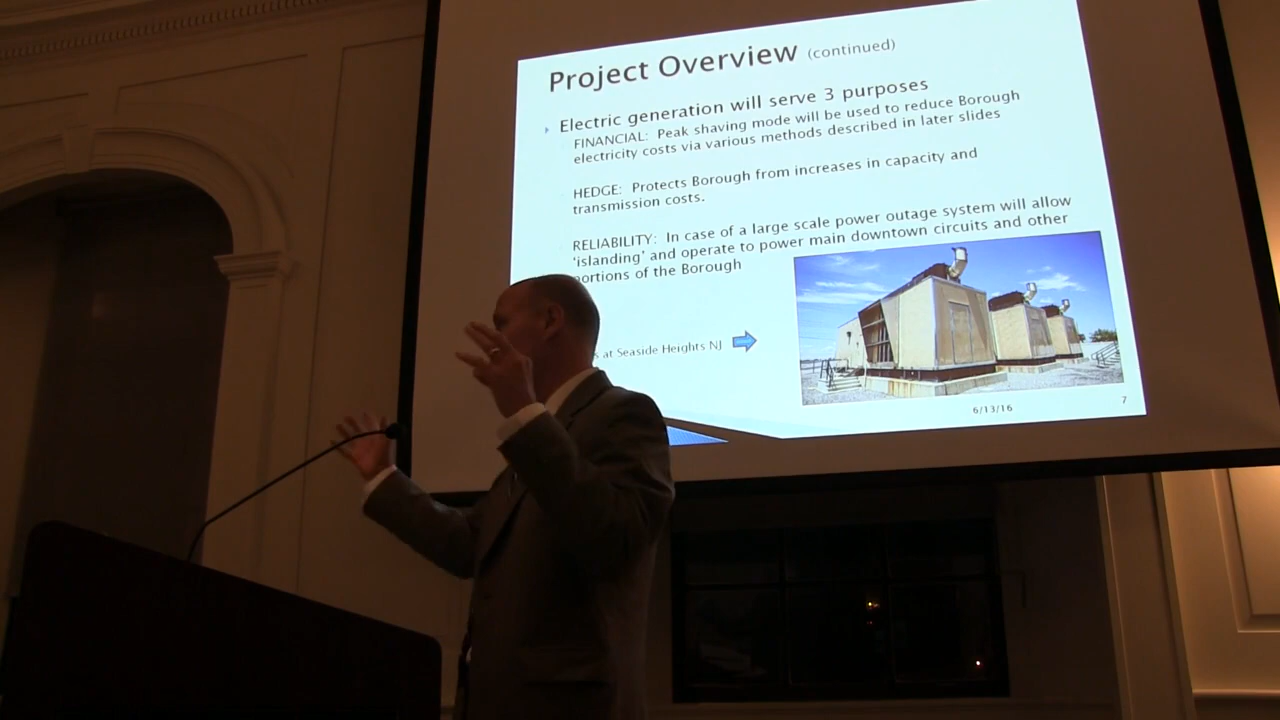 Project Overview (continued)
Electric generation will serve 3 purposes
FINANCIAL: Peak shaving mode will be used to reduce Borough
electricity costs via various methods described in later slides
HEDGE: Protects Borough from increases in capacity and
transmission costs.
RELIABILITY: In case of a large scale power outage system will allow
'islanding' and operate to power main downtown circuits and other
portions of the Borough
at Seaside Heights NJ
6/13/16
7